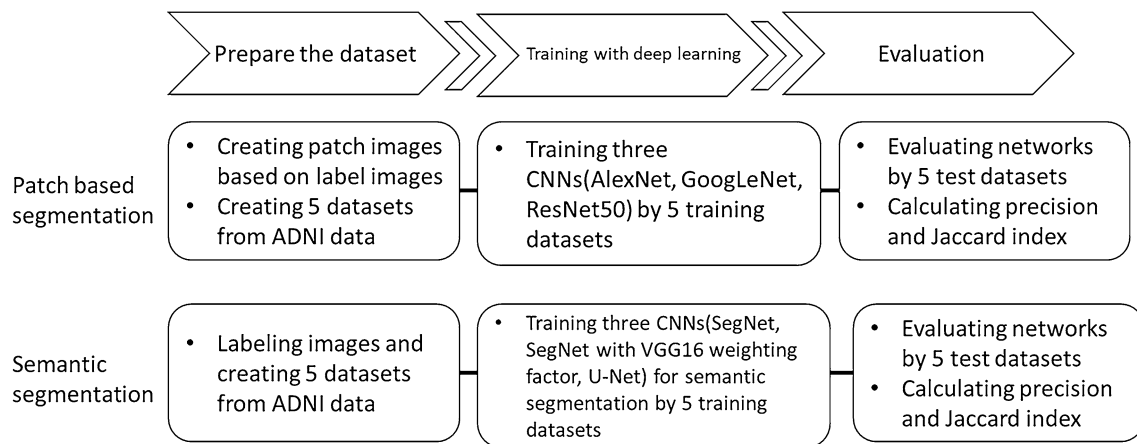 Prepare the dataset
Training with deep learning
Evaluation
Patch based
segmentation
• Creating patch images
based on label images
• Creating 5 datasets
from ADNI data
• Training three
CNNs(AlexNet, GoogLeNet,
ResNet50) by 5 training
datasets
• Evaluating networks
by 5 test datasets
• Calculating precision
and Jaccard index
Semantic
segmentation
• Labeling images and
creating 5 datasets
from ADNI data
• Training three CNNs(SegNet,
SegNet with VGG16 weighting
factor, U-Net) for semantic
segmentation by 5 training
datasets
• Evaluating networks
by 5 test datasets
• Calculating precision
and Jaccard index